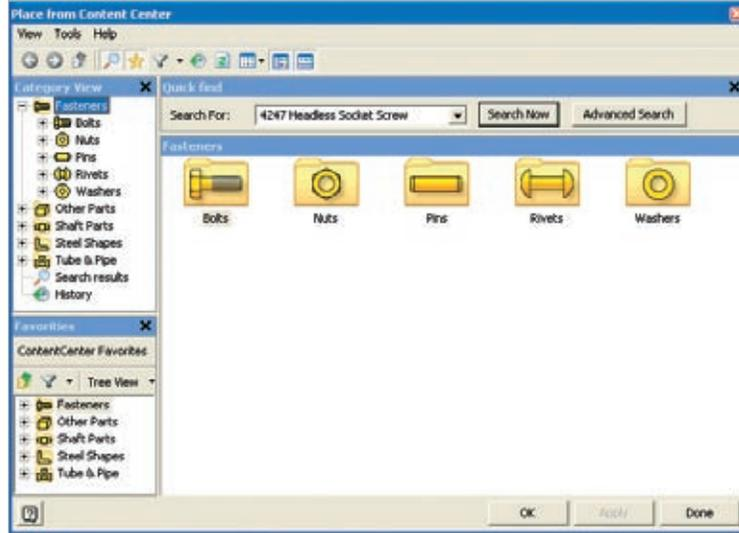 Place from Content Center
View Tools Help
Category View
Fasteners
Bolts
Nuts
Pins
Rivets
Washers
Other Parts
Shaft Parts
Steel Shapes
Tube & Pipe
Search results
History
Favorities
ContentCenter Favorites
Tree View
Fasteners
Other Parts
Shaft Parts
Steel Shapes
Tube & Pipe
Quick find
Search For: 4247 Headless Socket Screw Search Now Advanced Search
Fasteners
Bolts Nuts Pins Rivets Washers
OK Apply Done